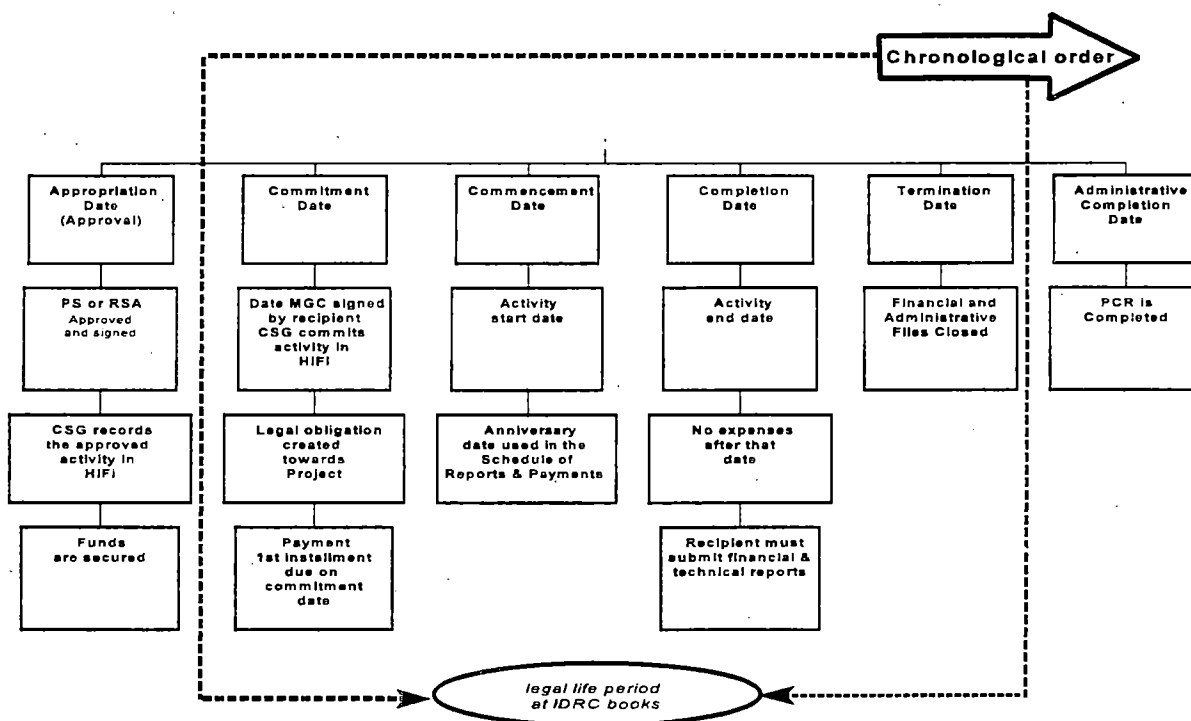 Chronological order
Appropriation
Date
(Approval)
PS or RSA
Approved
and signed
CSG records
the approved
activity in
HIFI
Funds
are secured
Commitment
Date
Date MGC signed
by recipient
CSG commits
activity in
HIFI
Legal obligation
created
towards
Project
Payment
1st installment
due on
commitment
date
Commencement
Date
Activity
start date
Anniversary
date used in the
Schedule of
Reports & Payments
Completion
Date
Activity
end date
No expenses
after that
date
Recipient must
submit financial &
technical reports
Termination
Date
Financial and
Administrative
Files Closed
Administrative
Completion
Date
PCR is
Completed
legal life period
at IDRC books